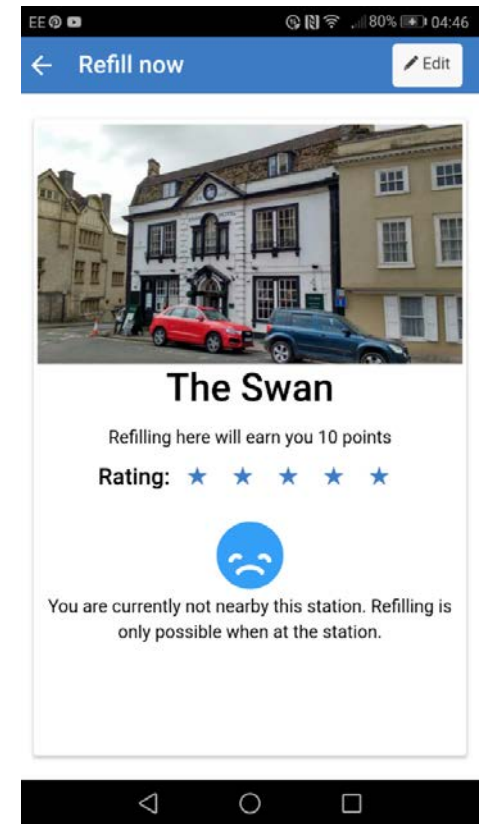 EE 80% 04:46
Refill now Edit
The Swan
Refilling here will earn you 10 points
Rating:
You are currently not nearby this station. Refilling is
only possible when at the station.